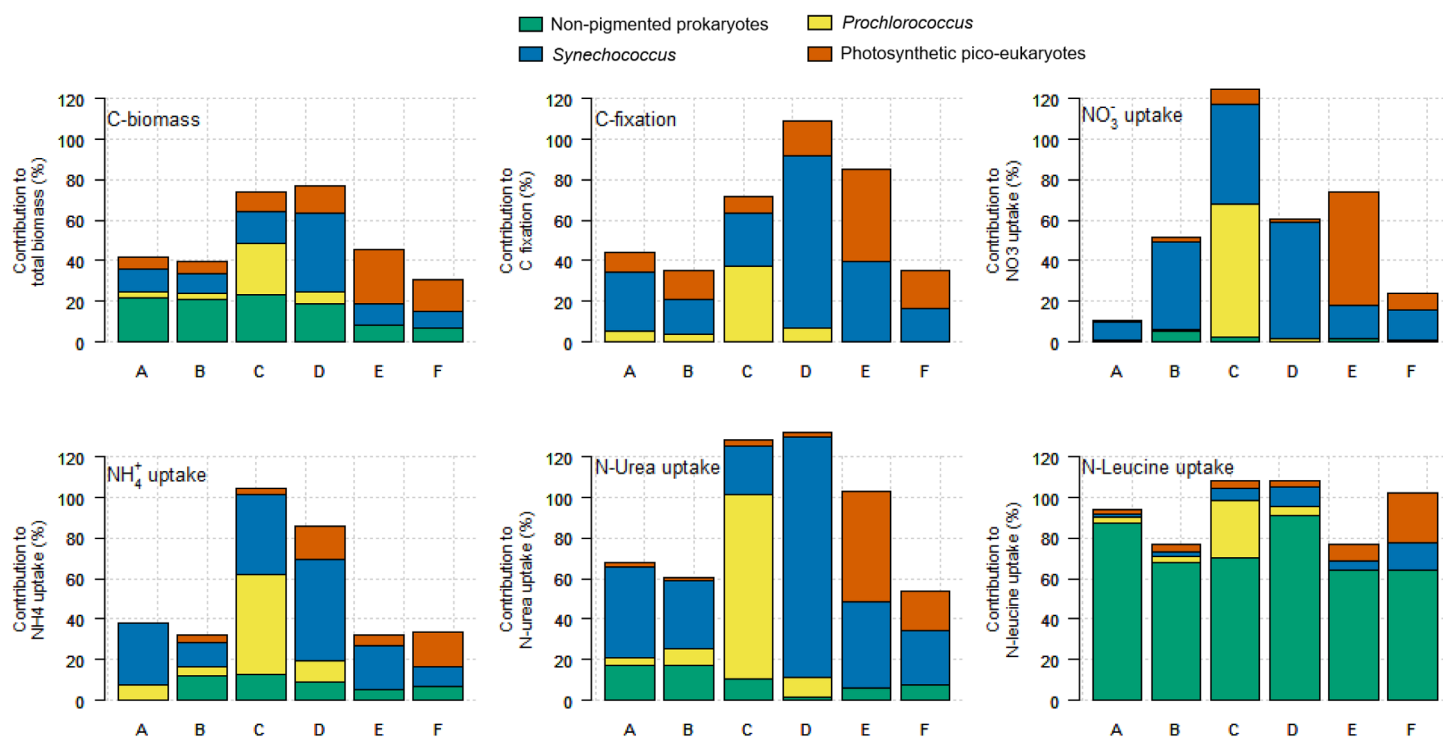 Non-pigmented prokaryotes
Prochlorococcus
Synechococcus
Photosynthetic pico-eukaryotes
C-biomass
Contribution to
total biomass (%)
120
100
80
60
40
20
0
A B C D E F
C-fixation
Contribution to
C fixation (%)
120
100
80
60
40
20
0
A B C D E F
NO₃⁻ uptake
Contribution to
NO3 uptake (%)
120
100
80
60
40
20
0
A B C D E F
NH₄⁺ uptake
Contribution to
NH4 uptake (%)
120
100
80
60
40
20
0
A B C D E F
N-Urea uptake
Contribution to
N-urea uptake (%)
120
100
80
60
40
20
0
A B C D E F
N-Leucine uptake
Contribution to
N-leucine uptake (%)
120
100
80
60
40
20
0
A B C D E F